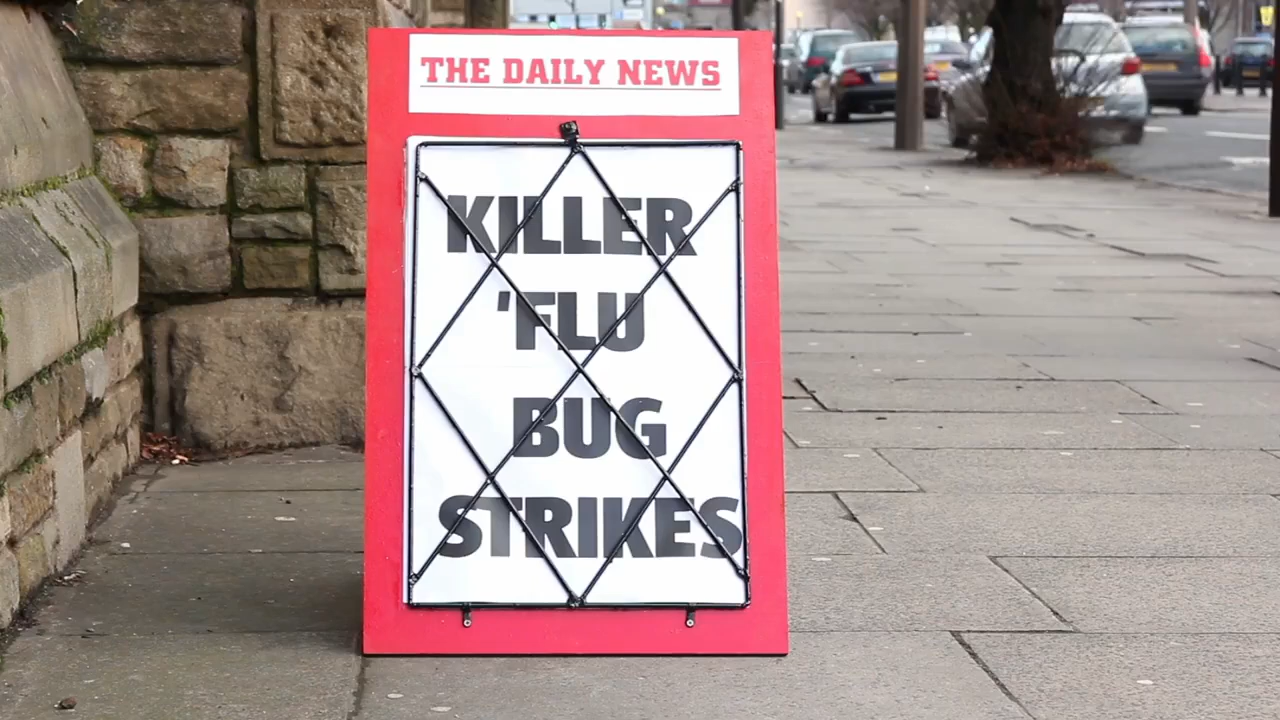 THE DAILY NEWS
KILLER
'FLU
BUG
STRIKES